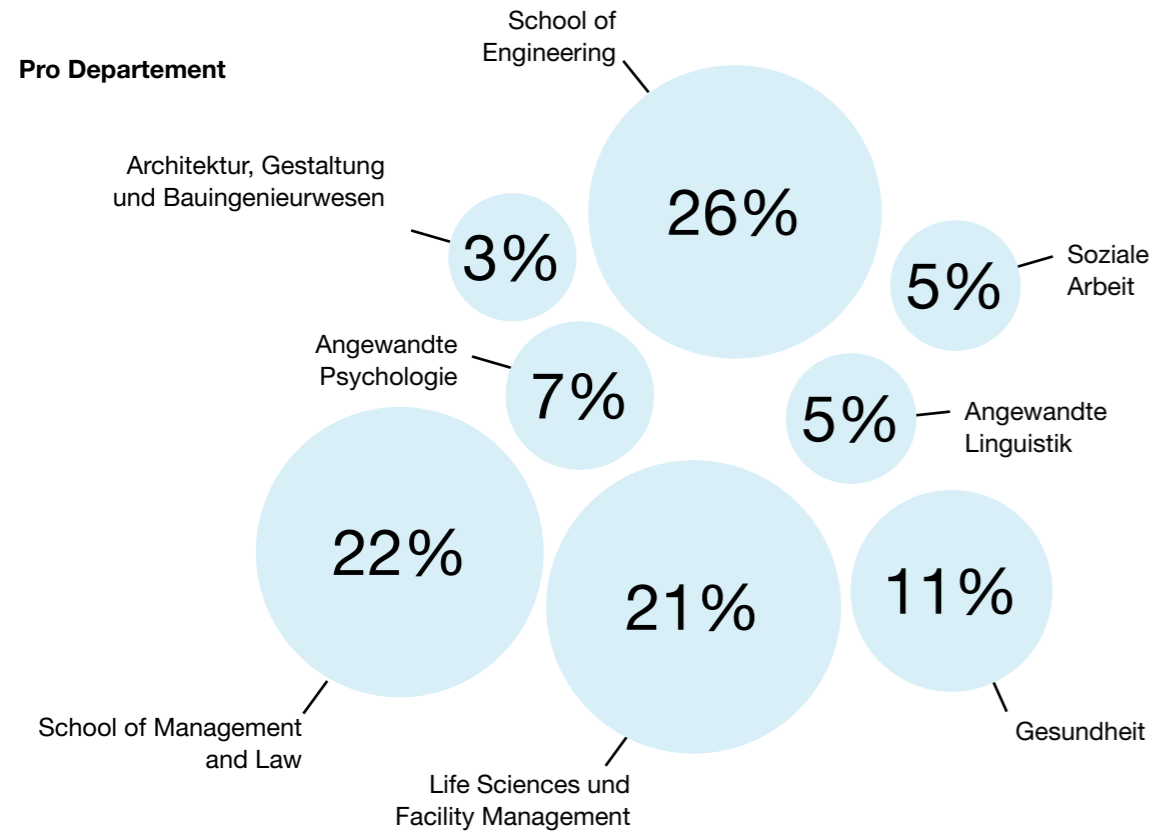 Pro Departement
School of
Engineering
26%
Architektur, Gestaltung
und Bauingenieurwesen
3%
Soziale
Arbeit
5%
Angewandte
Psychologie
7%
Angewandte
Linguistik
5%
22%
School of Management
and Law
21%
Life Sciences und
Facility Management
11%
Gesundheit